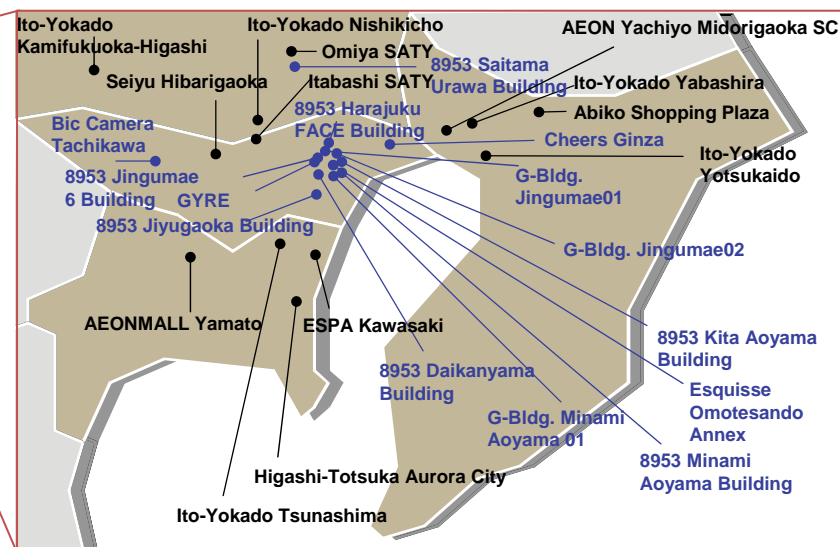 Ito-Yokado
Kamifukuoka-Higashi
Ito-Yokado Nishikicho
AEON Yachiyo Midorigaoka SC
Omiya SATY
8953 Saitama
Urawa Building
Seiyu Hibarigaoka
Itabashi SATY
Ito-Yokado Yabashira
8953 Harajuku
FACE Building
Abiko Shopping Plaza
Bic Camera
Tachikawa
Cheers Ginza
Ito-Yokado
Yotsukaido
8953 Jingumae
6 Building
GYRE
G-Bldg.
Jingumae01
8953 Jiyugaoka Building
G-Bldg. Jingumae02
AEONMALL Yamato
ESPA Kawasaki
8953 Kita Aoyama
Building
8953 Daikanyama
Building
Esquisse
Omotesando
Annex
G-Bldg. Minami
Aoyama 01
8953 Minami
Aoyama Building
Higashi-Totsuka Aurora City
Ito-Yokado Tsunashima